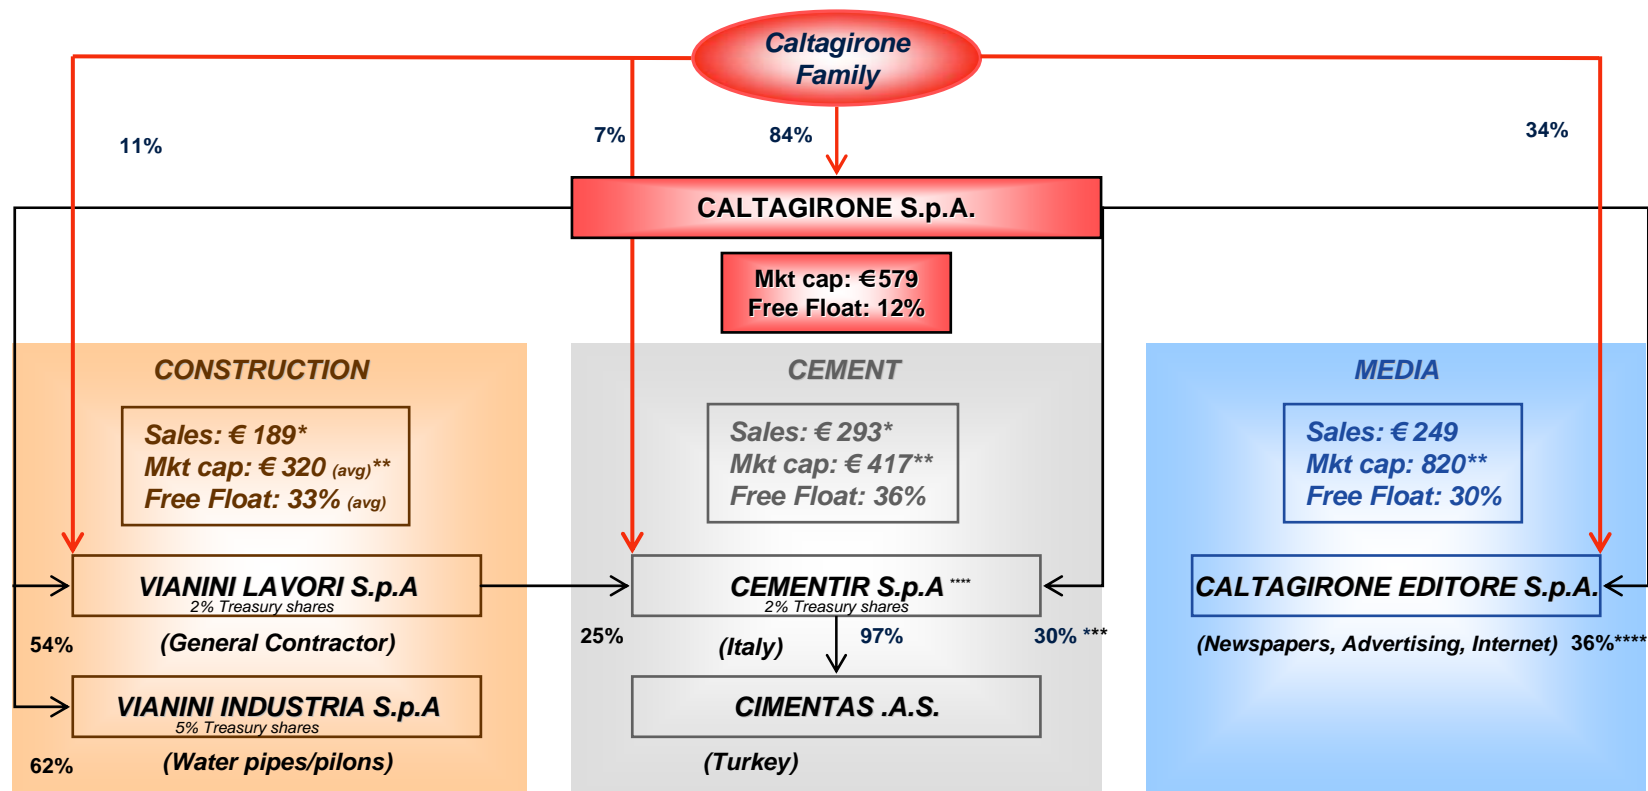 Caltagirone
Family
11%
7%
84%
34%
CALTAGIRONE S.p.A.
Mkt cap: €579
Free Float: 12%
CONSTRUCTION
Sales: € 189*
Mkt cap: € 320 (avg)**
Free Float: 33% (avg)
CEMENT
Sales: € 293*
Mkt cap: € 417**
Free Float: 36%
MEDIA
Sales: € 249
Mkt cap: 820**
Free Float: 30%
VIANINI LAVORI S.p.A
2% Treasury shares
54%
(General Contractor)
VIANINI INDUSTRIA S.p.A
5% Treasury shares
62%
(Water pipes/pilons)
CEMENTIR S.p.A ****
2% Treasury shares
25%
(Italy)
97%
30% ***
CIMENTAS .A.S.
(Turkey)
CALTAGIRONE EDITORE S.p.A.
(Newspapers, Advertising, Internet)
36%****